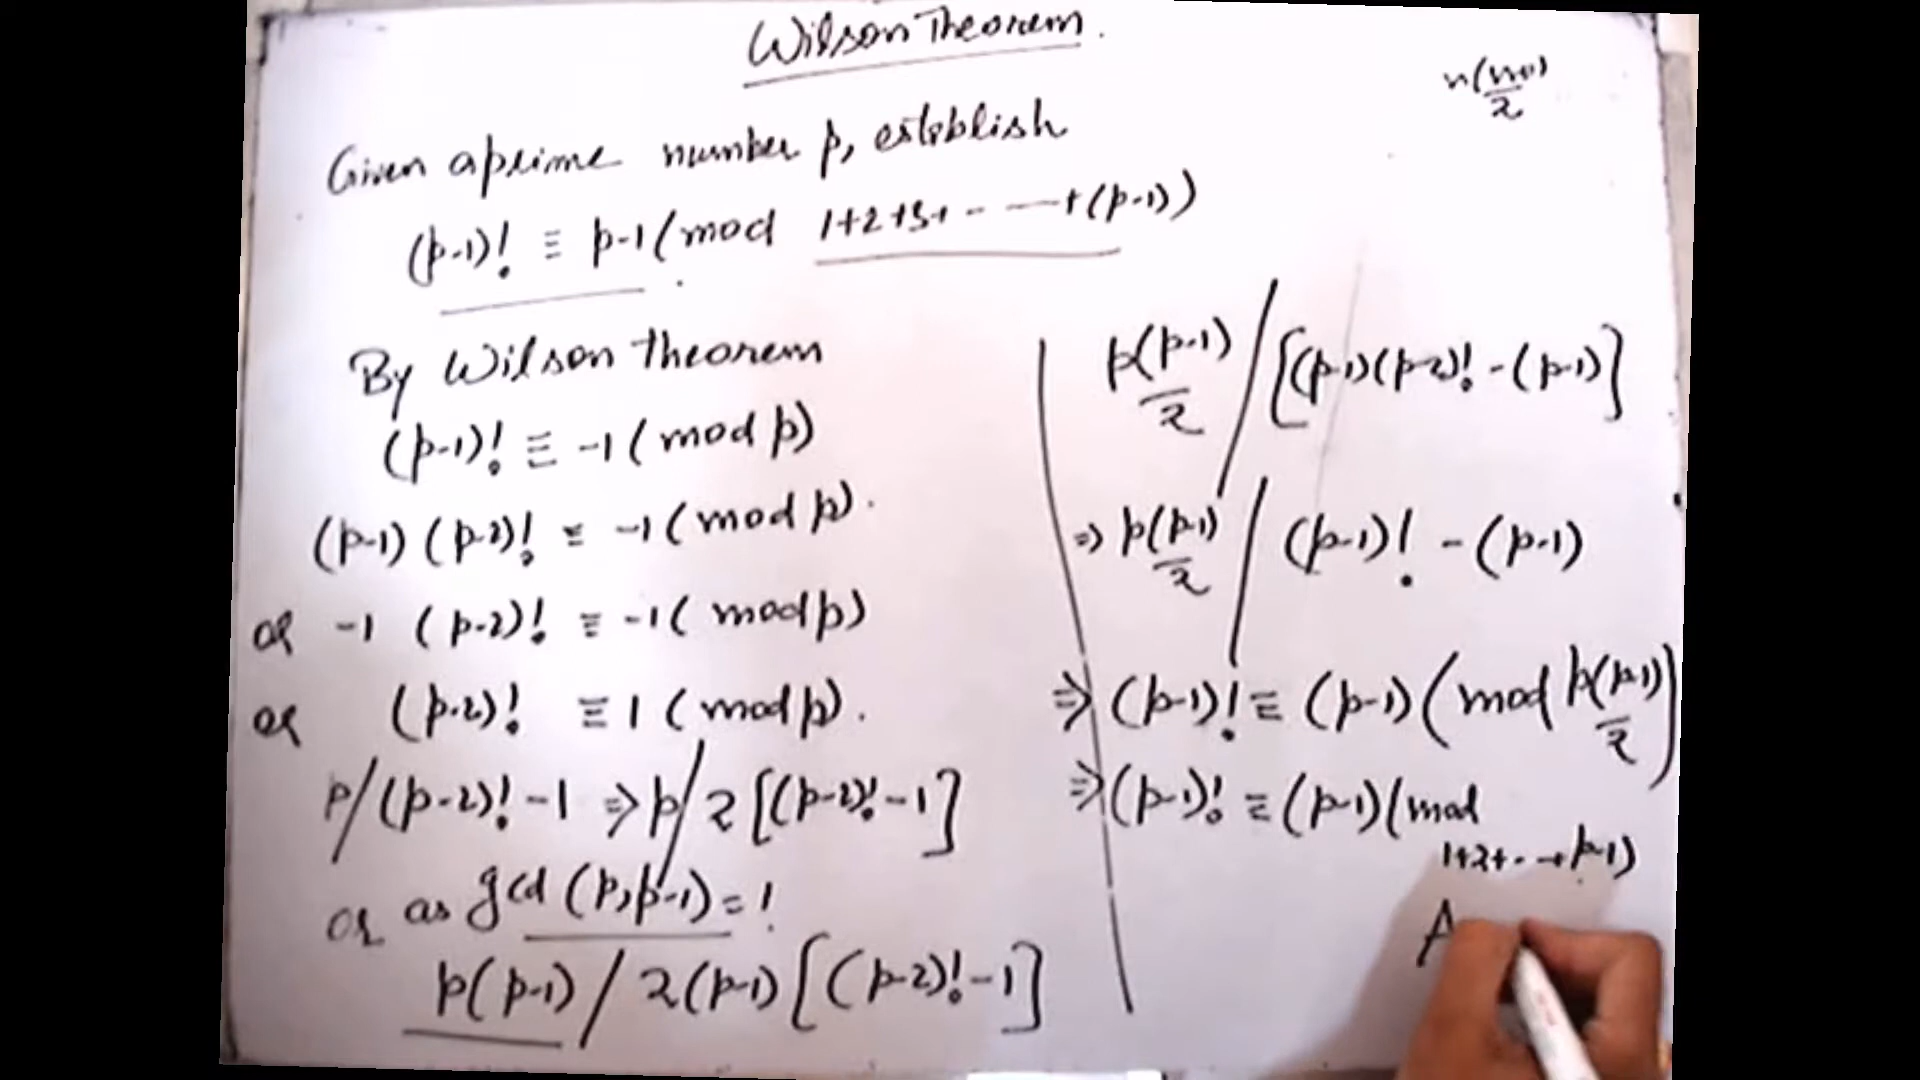 Wilson Theorem.
n(n+1)/2
Given a prime number p, establish
(p-1)! ≡ p-1 (mod 1+2+3+ - — + (p-1))
By Wilson Theorem
(p-1)! ≡ -1 (mod p)
(p-1) (p-2)! ≡ -1 (mod p).
or -1 (p-2)! ≡ -1 (mod p)
or (p-2)! ≡ 1 (mod p).
p/(p-2)! -1 ⇒ p/2[(p-2)! -1]
or as gcd (p, p-1) = 1
p(p-1) / 2(p-1) [(p-2)! -1]
p(p-1)/2 / [(p-1)(p-2)! - (p-1)]
⇒ p(p-1)/2 / (p-1)! - (p-1)
⇒ (p-1)! ≡ (p-1) (mod p(p-1)/2)
⇒ (p-1)! ≡ (p-1) (mod
1+2+ - - + p-1)
A